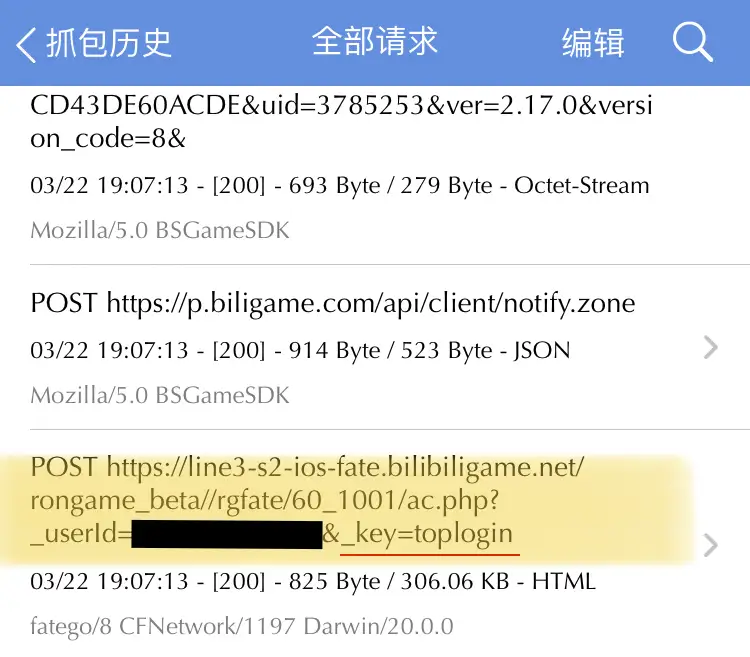 抓包历史
全部请求
编辑
CD43DE60ACDE&uid=3785253&ver=2.17.0&versi
on_code=8&
03/22 19:07:13 - [200] - 693 Byte / 279 Byte - Octet-Stream
Mozilla/5.0 BSGameSDK
POST https://p.biligame.com/api/client/notify.zone
03/22 19:07:13 - [200] - 914 Byte / 523 Byte - JSON
Mozilla/5.0 BSGameSDK
POST https://line3-s2-ios-fate.bilibiligame.net/
rongame_beta//rgfate/60_1001/ac.php?
_userId=
&_key=toplogin
03/22 19:07:13 - [200] - 825 Byte / 306.06 KB - HTML
fatego/8 CFNetwork/1197 Darwin/20.0.0